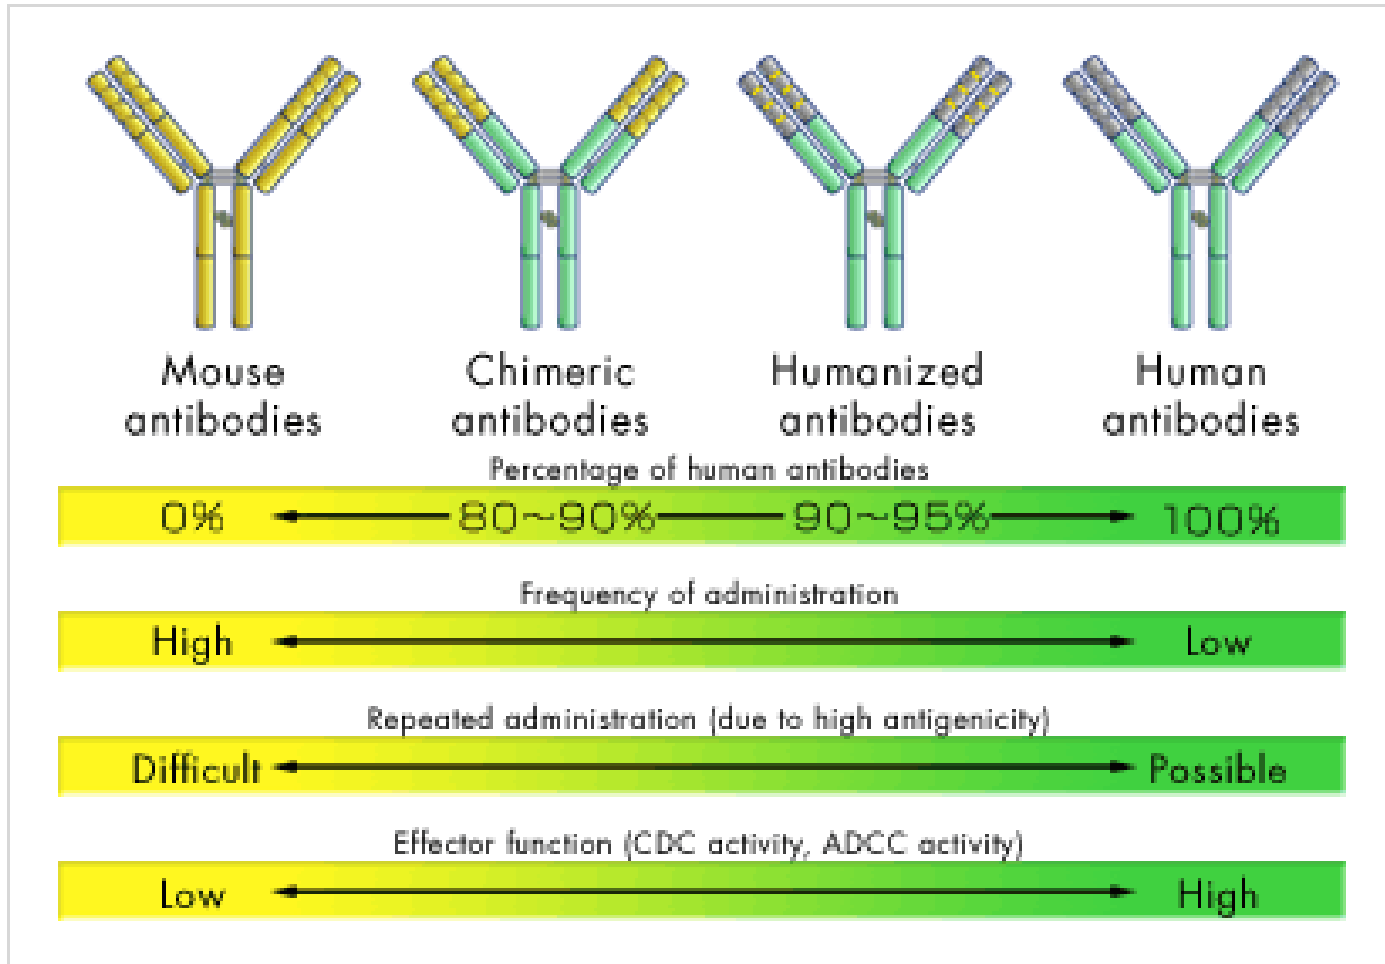 Mouse antibodies
Chimeric antibodies
Humanized antibodies
Human antibodies
Percentage of human antibodies
0% 80~90% 90~95% 100%
Frequency of administration
High Low
Repeated administration (due to high antigenicity)
Difficult Possible
Effector function (CDC activity, ADCC activity)
Low High